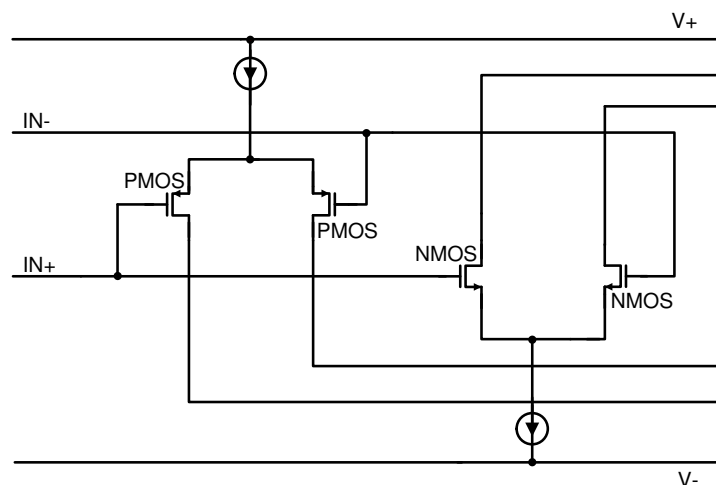 V+
IN-
PMOS
PMOS
NMOS
IN+
NMOS
V-